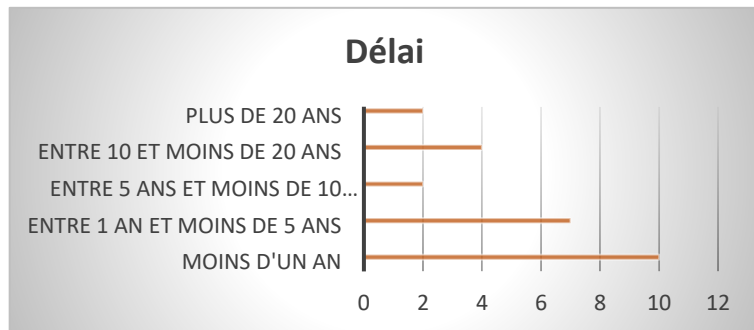 Délai
PLUS DE 20 ANS
ENTRE 10 ET MOINS DE 20 ANS
ENTRE 5 ANS ET MOINS DE 10...
ENTRE 1 AN ET MOINS DE 5 ANS
MOINS D'UN AN
0 2 4 6 8 10 12